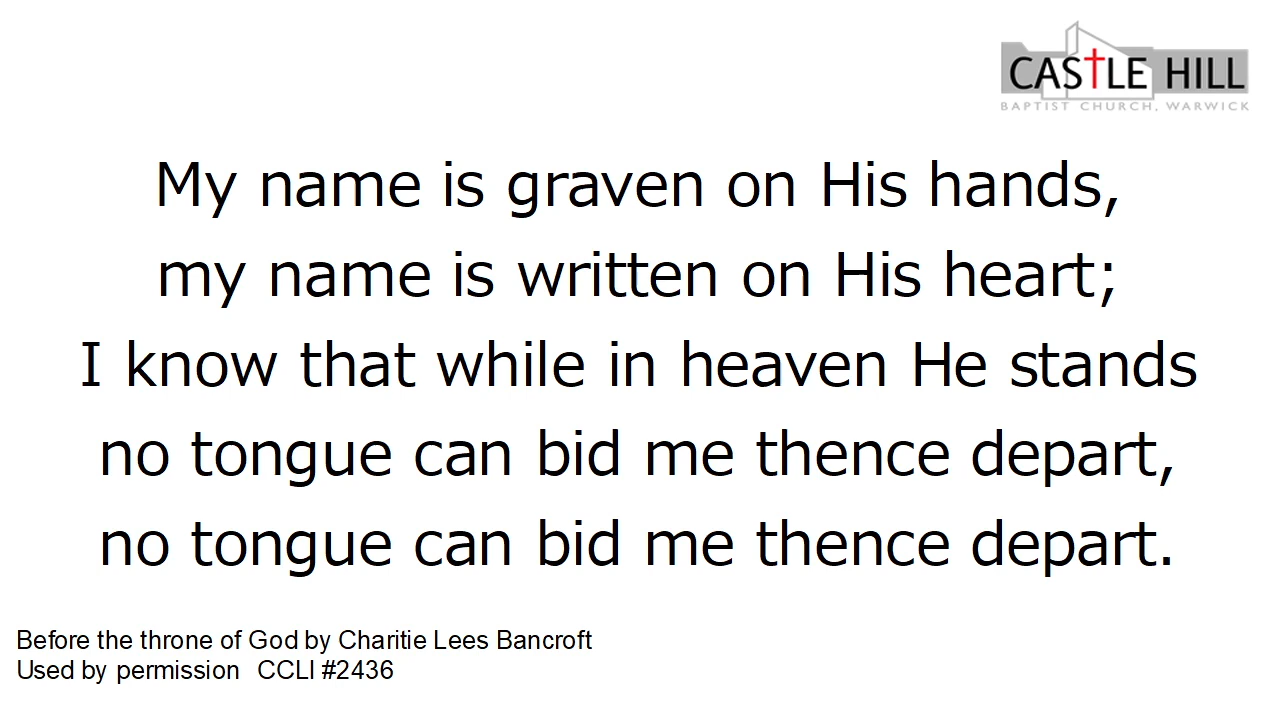 CASTLE HILL
BAPTIST CHURCH, WARWICK
My name is graven on His hands,
my name is written on His heart;
I know that while in heaven He stands
no tongue can bid me thence depart,
no tongue can bid me thence depart.
Before the throne of God by Charitie Lees Bancroft
Used by permission CCLI #2436